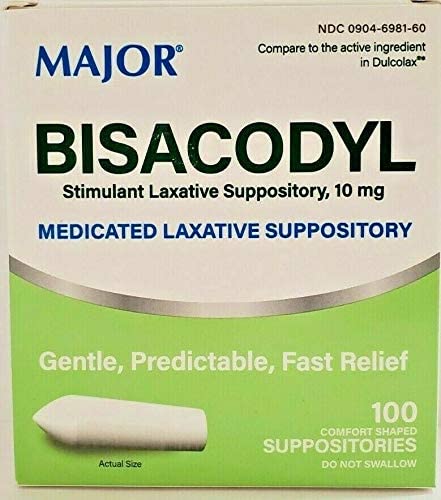 NDC 0904-6981-60
Compare to the active ingredient
in Dulcolax®*
MAJOR®
BISACODYL
Stimulant Laxative Suppository, 10 mg
MEDICATED LAXATIVE SUPPOSITORY
Gentle, Predictable, Fast Relief
100
COMFORT SHAPED
SUPPOSITORIES
DO NOT SWALLOW
Actual Size